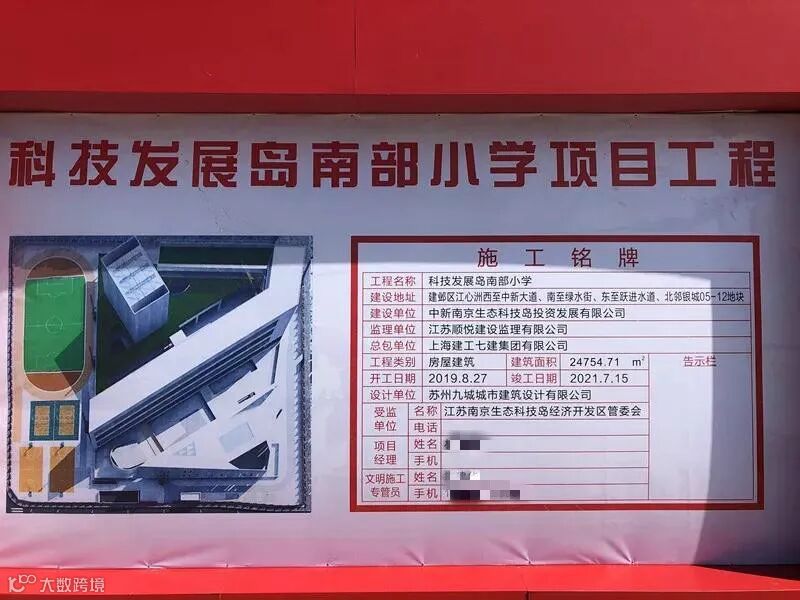 科技发展岛南部小学项目工程
施工铭牌
工程名称 科技发展岛南部小学
建设地址 建邺区江心洲西至中新大道、南至绿水街、东至跃进水道、北邻银城05-12地块
建设单位 中新南京生态科技岛投资发展有限公司
监理单位 江苏顺悦建设监理有限公司
总包单位 上海建工七建集团有限公司
工程类别 房屋建筑 建筑面积 24754.71 m² 告示栏
开工日期 2019.8.27 竣工日期 2021.7.15
设计单位 苏州九城城市建筑设计有限公司
受监单位 名称 江苏南京生态科技岛经济开发区管委会
电话
项目经理 姓名
手机
文明施工专管员 姓名
手机
大数跨境